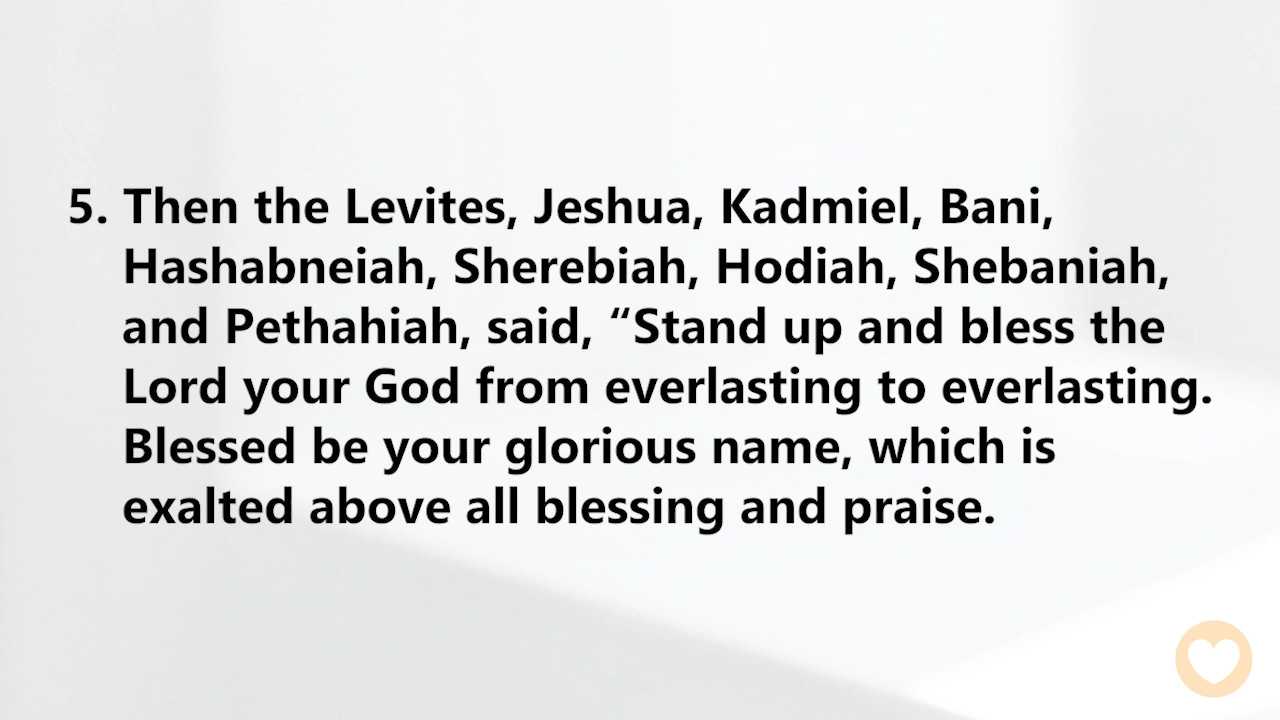 5. Then the Levites, Jeshua, Kadmiel, Bani,
Hashabneiah, Sherebiah, Hodiah, Shebaniah,
and Pethahiah, said, “Stand up and bless the
Lord your God from everlasting to everlasting.
Blessed be your glorious name, which is
exalted above all blessing and praise.